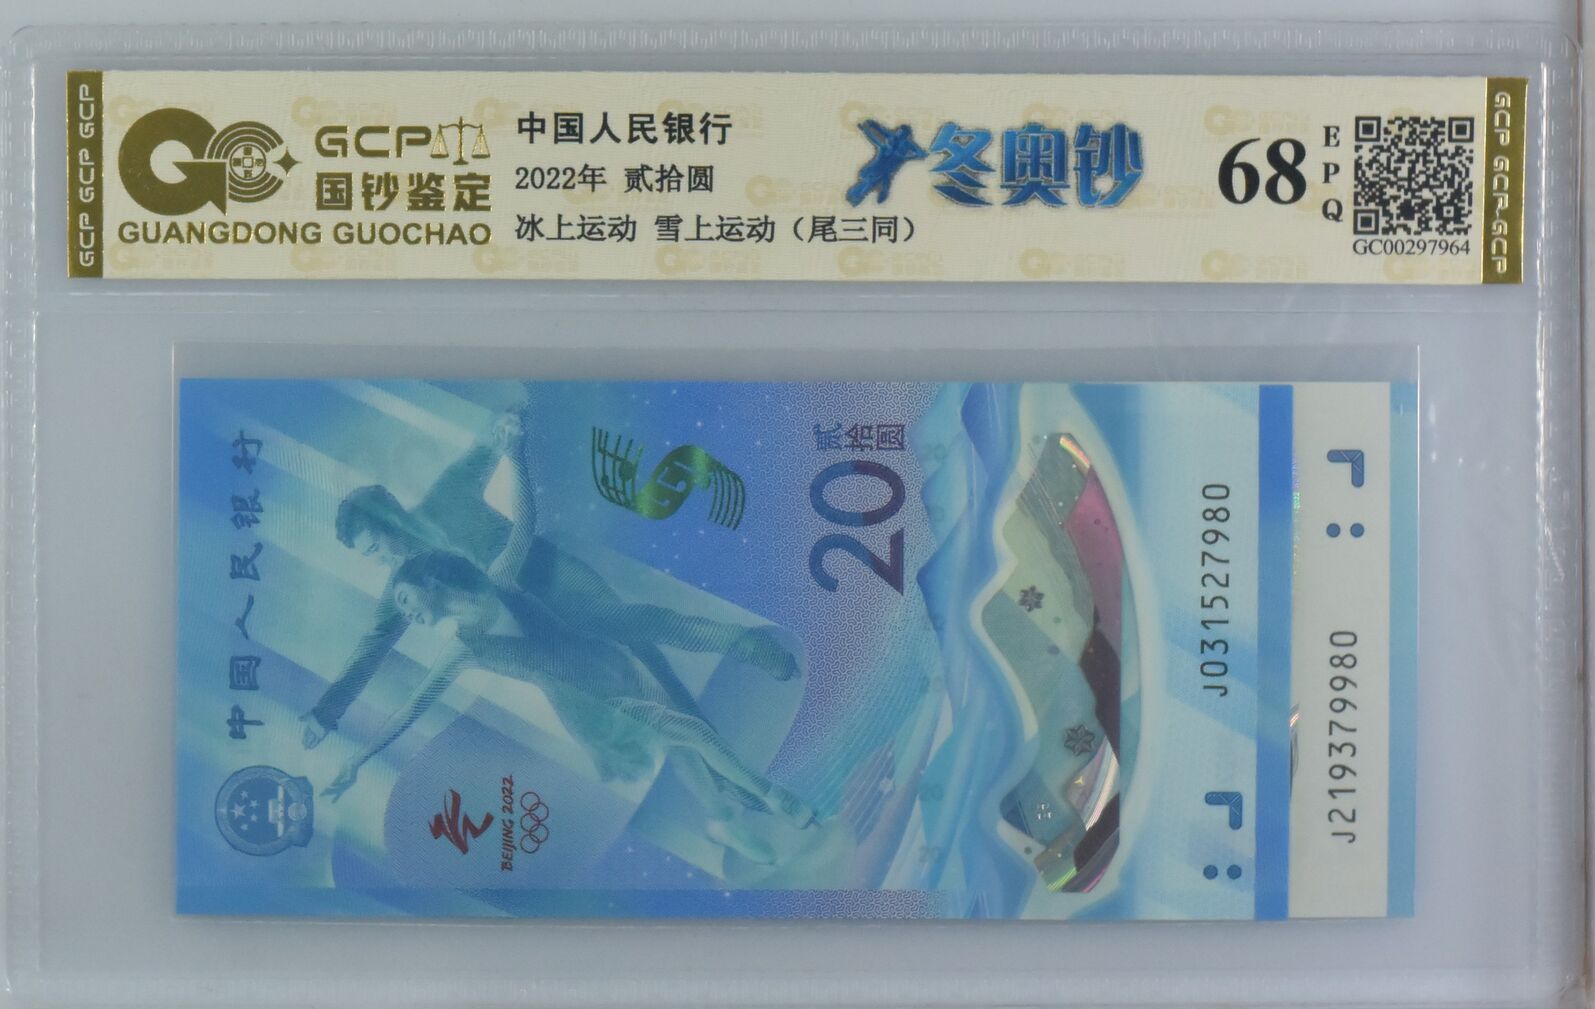 GCP GCP GCP
GCP
国钞鉴定
GUANGDONG GUOCHAO
中国人民银行
2022年 贰拾圆
冰上运动 雪上运动（尾三同）
冬奥钞
68
EPQ
GC00297964
GCP GCP GCP
中国人民银行
BEIJING 2022
贰拾圆
20
J031527980
J219379980